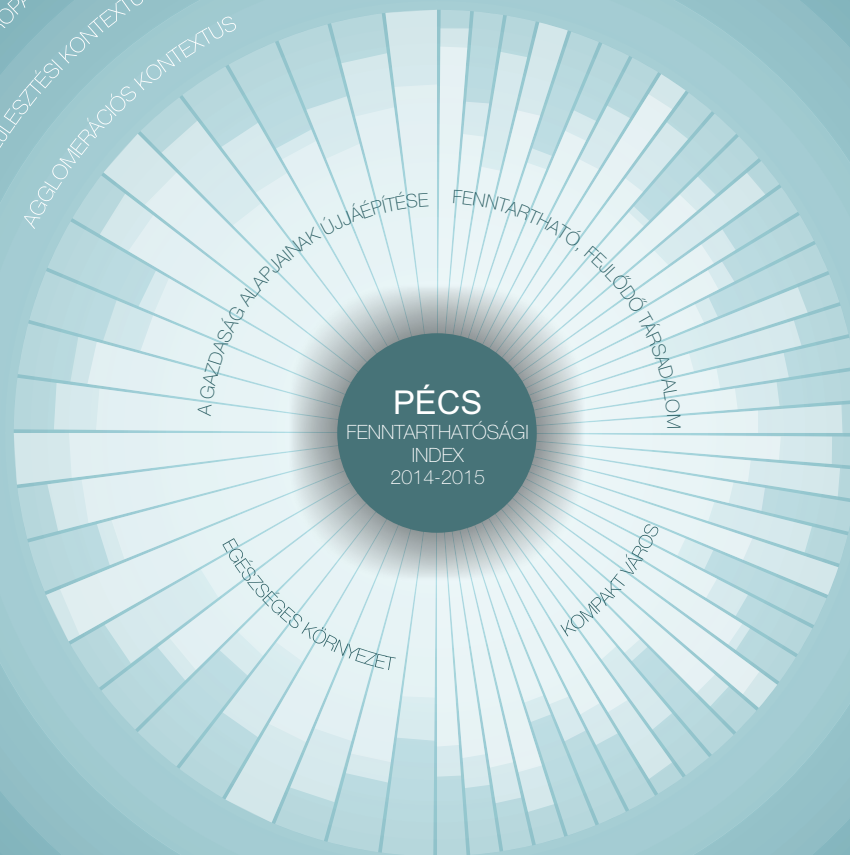 AGGLOMERÁCIÓS KONTEXTUS
A GAZDASÁG ALAPJAINAK ÚJJÁÉPÍTÉSE
FENNTARTHATÓ, FEJLŐDŐ TÁRSADALOM
PÉCS
FENNTARTHATÓSÁGI
INDEX
2014-2015
EGÉSZSÉGES KÖRNYEZET
KOMPAKT VÁROS